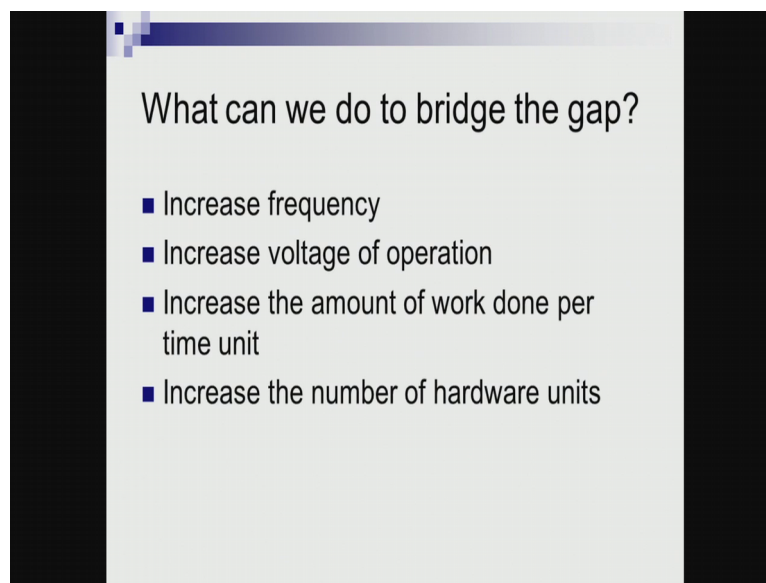 What can we do to bridge the gap?
Increase frequency
Increase voltage of operation
Increase the amount of work done per
time unit
Increase the number of hardware units